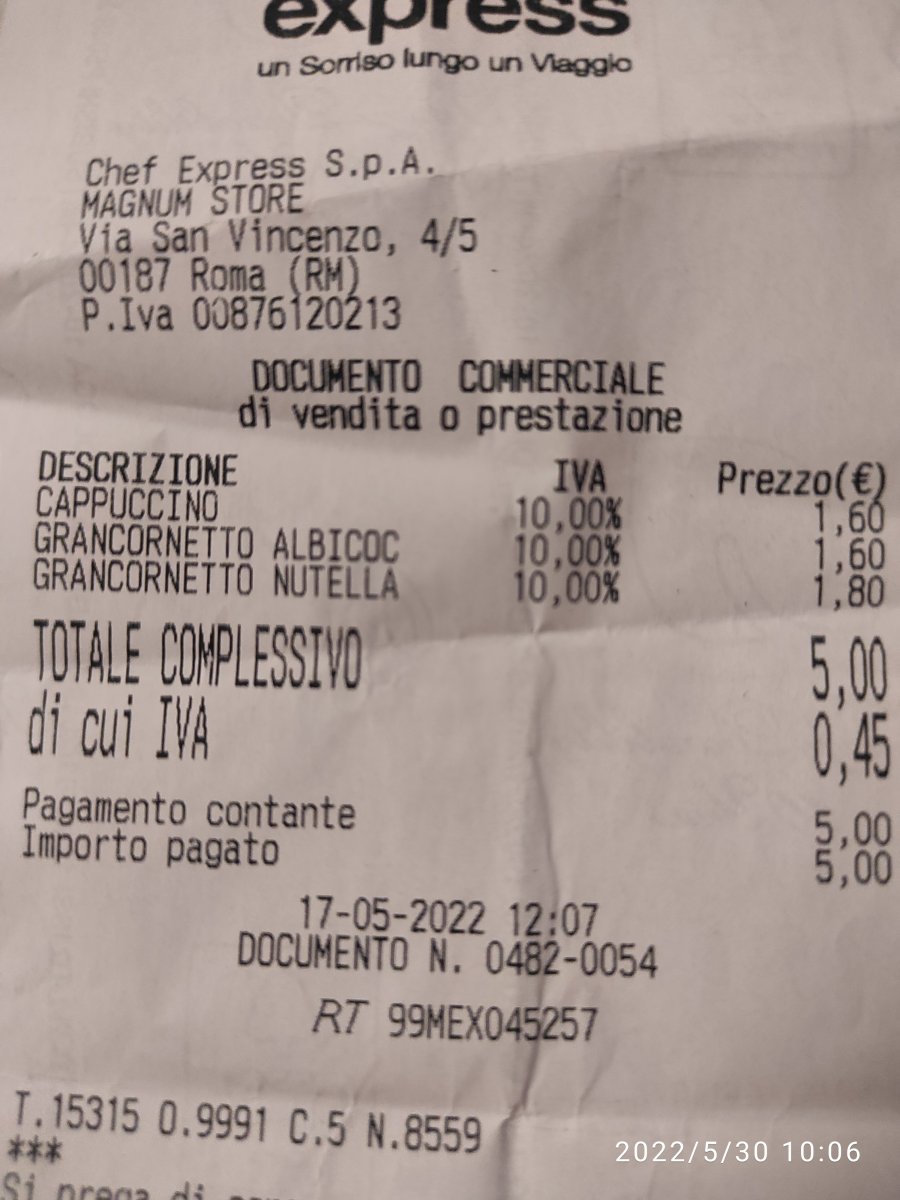 express
un Sorriso lungo un Viaggio
Chef Express S.p.A.
MAGNUM STORE
Via San Vincenzo, 4/5
00187 Roma (RM)
P.Iva 00876120213
DOCUMENTO COMMERCIALE
di vendita o prestazione
DESCRIZIONE IVA Prezzo(€)
CAPPUCCINO 10,00% 1,60
GRANCORNETTO ALBICOC 10,00% 1,60
GRANCORNETTO NUTELLA 10,00% 1,80
TOTALE COMPLESSIVO 5,00
di cui IVA 0,45
Pagamento contante 5,00
Importo pagato 5,00
17-05-2022 12:07
DOCUMENTO N. 0482-0054
RT 99MEX045257
T.15315 O.9991 C.5 N.8559
***
Si prega di
2022/5/30 10:06